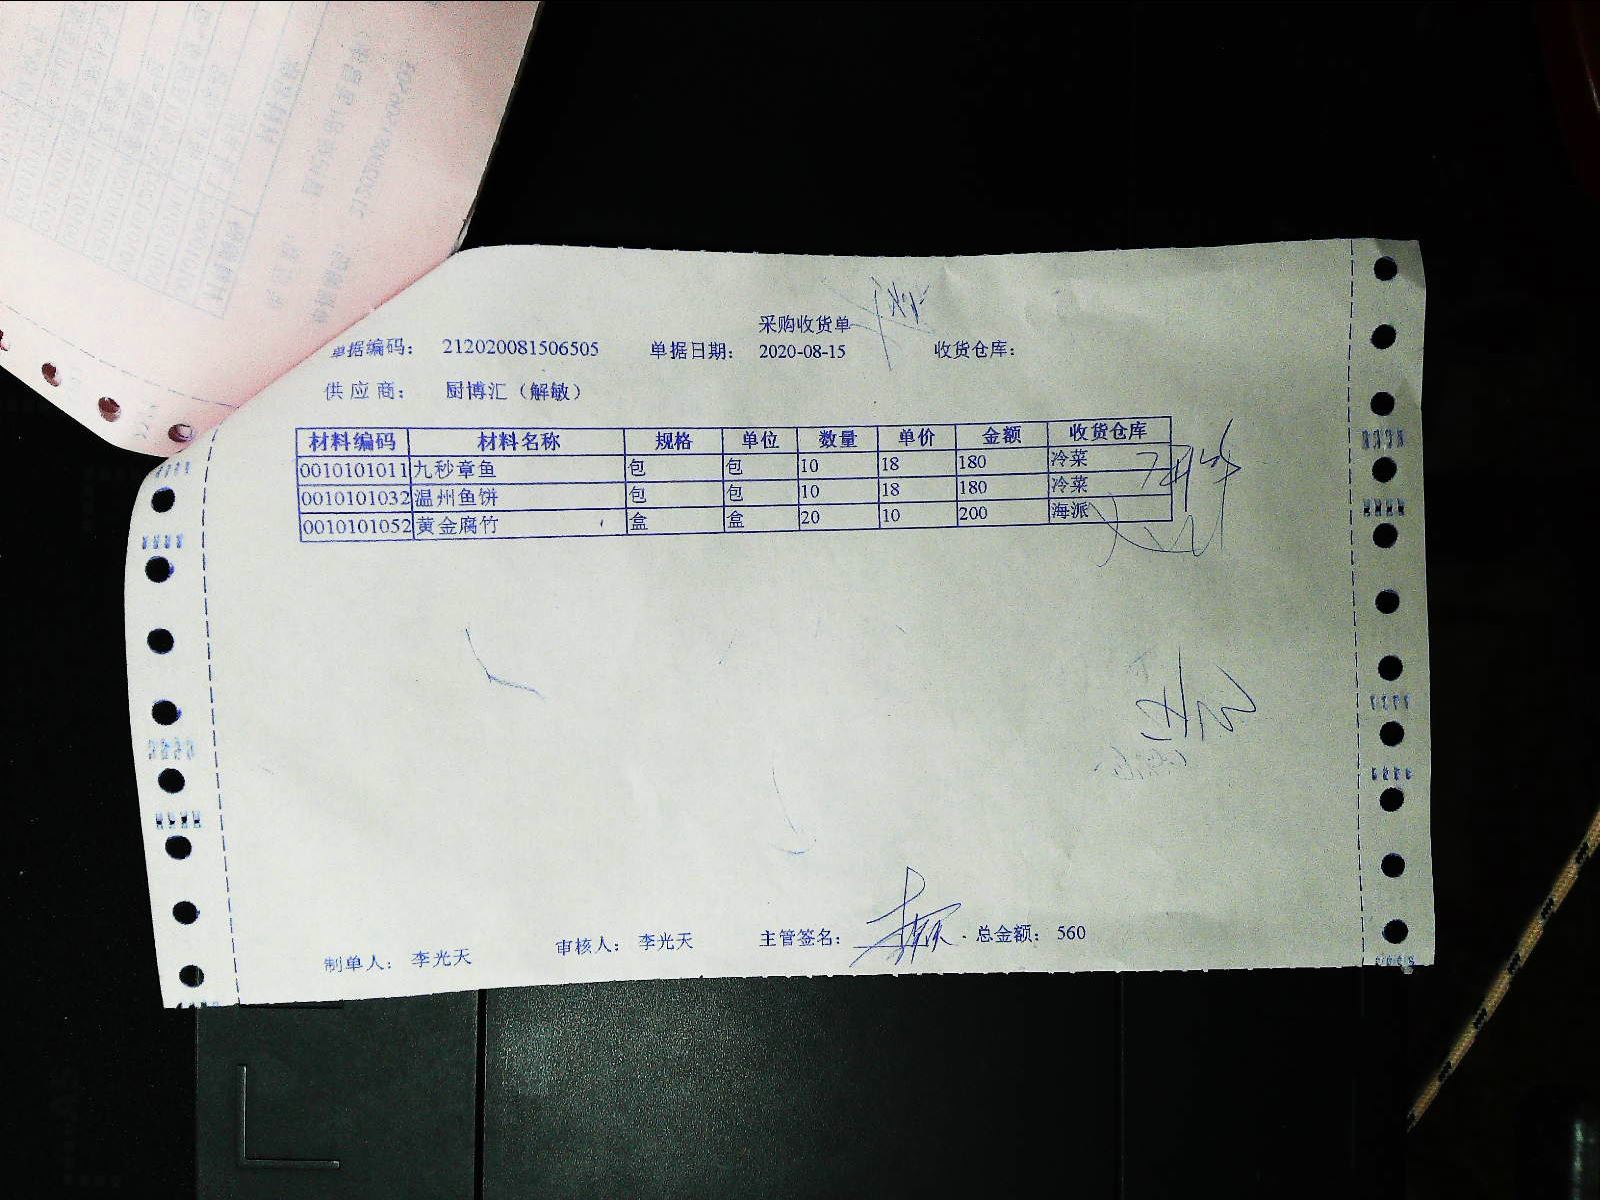 采购收货单
单据编码： 212020081506505 单据日期： 2020-08-15 收货仓库：
供应商： 厨博汇（解敏）
材料编码 材料名称 规格 单位 数量 单价 金额 收货仓库
0010101011 九秒章鱼 包 包 10 18 180 冷菜
0010101032 温州鱼饼 包 包 10 18 180 冷菜
0010101052 黄金腐竹 盒 盒 20 10 200 海派
制单人： 李光天 审核人： 李光天 主管签名： 总金额： 560